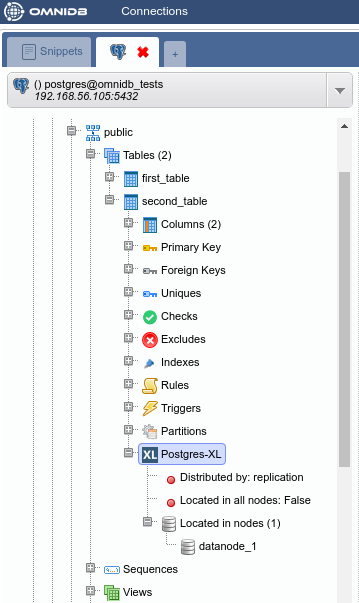 OMNIDB Connections
Snippets +
() postgres@omnidb_tests
192.168.56.105:5432
public
Tables (2)
first_table
second_table
Columns (2)
Primary Key
Foreign Keys
Uniques
Checks
Excludes
Indexes
Rules
Triggers
Partitions
XL Postgres-XL
Distributed by: replication
Located in all nodes: False
Located in nodes (1)
datanode_1
Sequences
Views